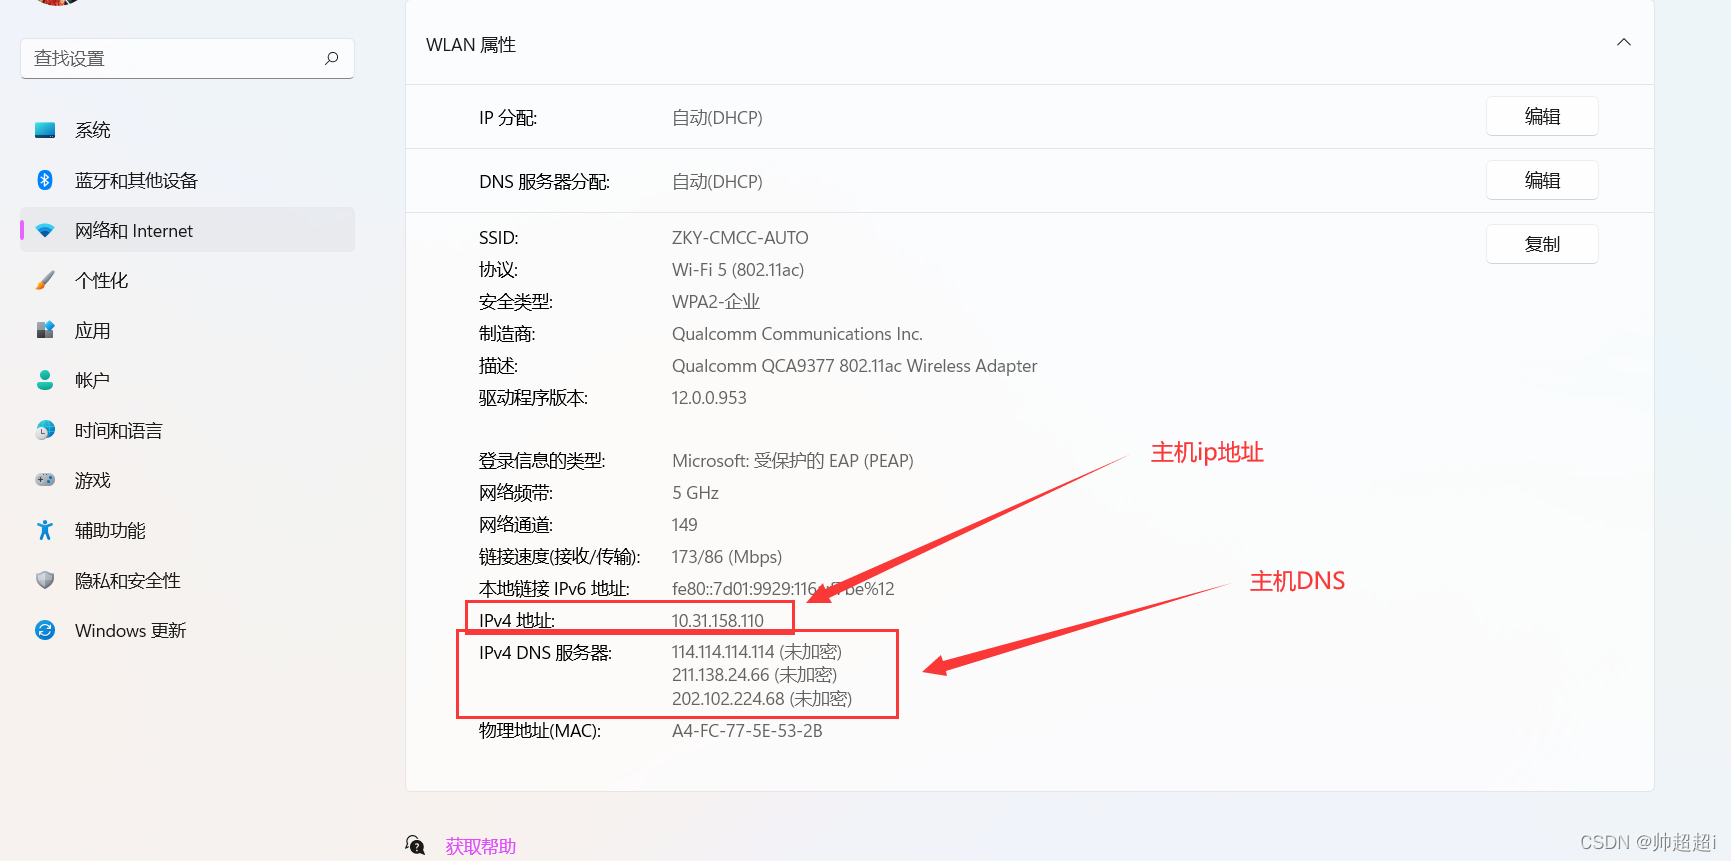 查找设置
系统
蓝牙和其他设备
网络和 Internet
个性化
应用
帐户
时间和语言
游戏
辅助功能
隐私和安全性
Windows 更新
WLAN 属性
IP 分配: 自动(DHCP) 编辑
DNS 服务器分配: 自动(DHCP) 编辑
SSID: ZKY-CMCC-AUTO 复制
协议: Wi-Fi 5 (802.11ac)
安全类型: WPA2-企业
制造商: Qualcomm Communications Inc.
描述: Qualcomm QCA9377 802.11ac Wireless Adapter
驱动程序版本: 12.0.0.953
主机ip地址
登录信息的类型: Microsoft: 受保护的 EAP (PEAP)
网络频带: 5 GHz
网络通道: 149
链接速度(接收/传输): 173/86 (Mbps)
主机DNS
本地链接 IPv6 地址: fe80::7d01:9929:116 be%12
IPv4 地址: 10.31.158.110
IPv4 DNS 服务器: 114.114.114.114 (未加密)
211.138.24.66 (未加密)
202.102.224.68 (未加密)
物理地址(MAC): A4-FC-77-5E-53-2B
获取帮助
CSDN @帅超超i